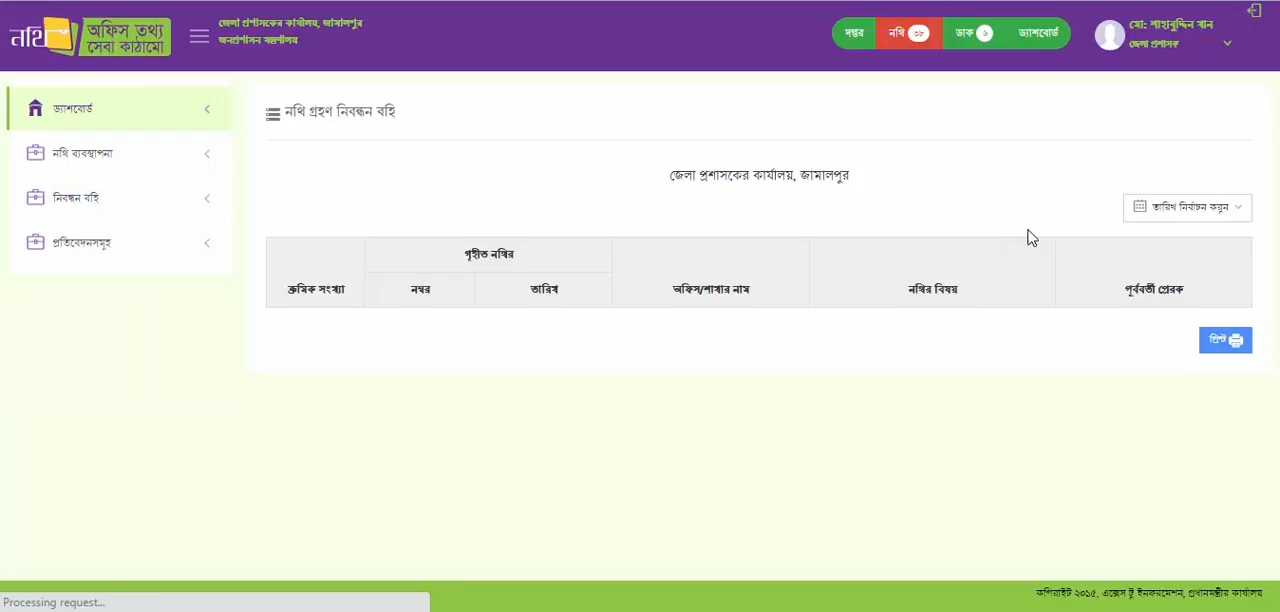 নথি অফিস তথ্য
সেবা কাঠামো
জেলা প্রশাসকের কার্যালয়, জামালপুর
জনপ্রশাসন মন্ত্রণালয়
দপ্তর নথি ৩৮ ডাক ৬ ড্যাশবোর্ড
মো: শাহাবুদ্দিন খান
জেলা প্রশাসক
ড্যাশবোর্ড
নথি ব্যবস্থাপনা
নিবন্ধন বহি
প্রতিবেদনসমূহ
নথি গ্রহণ নিবন্ধন বহি
জেলা প্রশাসকের কার্যালয়, জামালপুর
তারিখ নির্বাচন করুন
গৃহীত নথির
ক্রমিক সংখ্যা নম্বর তারিখ অফিস/শাখার নাম নথির বিষয় পূর্ববর্তী প্রেরক
প্রিন্ট
কপিরাইট ২০১৫, এক্সেস টু ইনফরমেশন, প্রধানমন্ত্রীর কার্যালয়
Processing request...